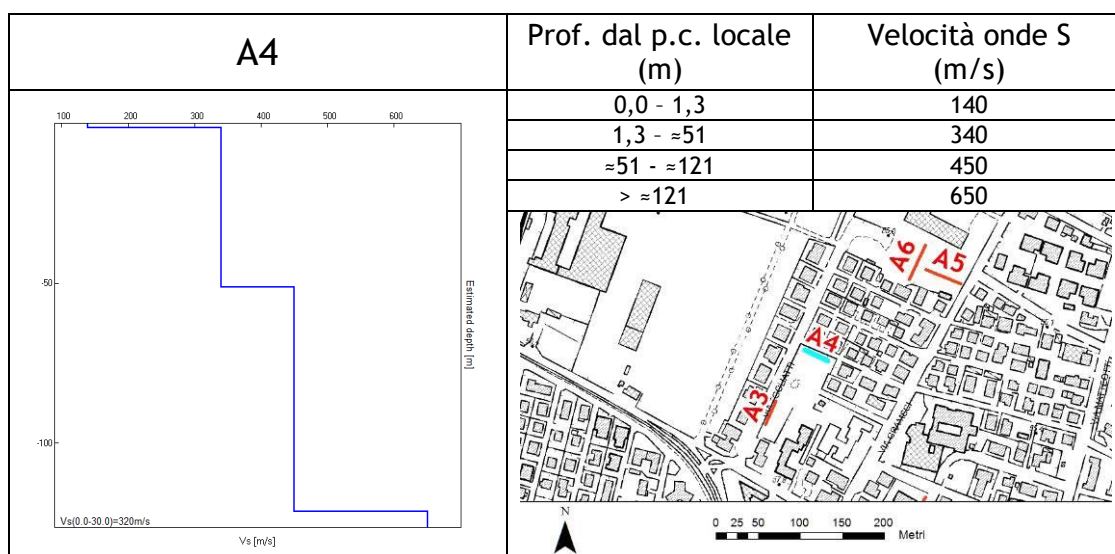 A4
Prof. dal p.c. locale
(m)
Velocità onde S
(m/s)
0,0 – 1,3
140
1,3 – ≈51
340
≈51 - ≈121
450
> ≈121
650
100
200
300
400
500
600
-50
-100
Estimated depth [m]
Vs(0.0-30.0)=320m/s
Vs [m/s]
A6
A5
A4
A3
VIA GRAMSCI
N
0 25 50 100 150 200
Metri